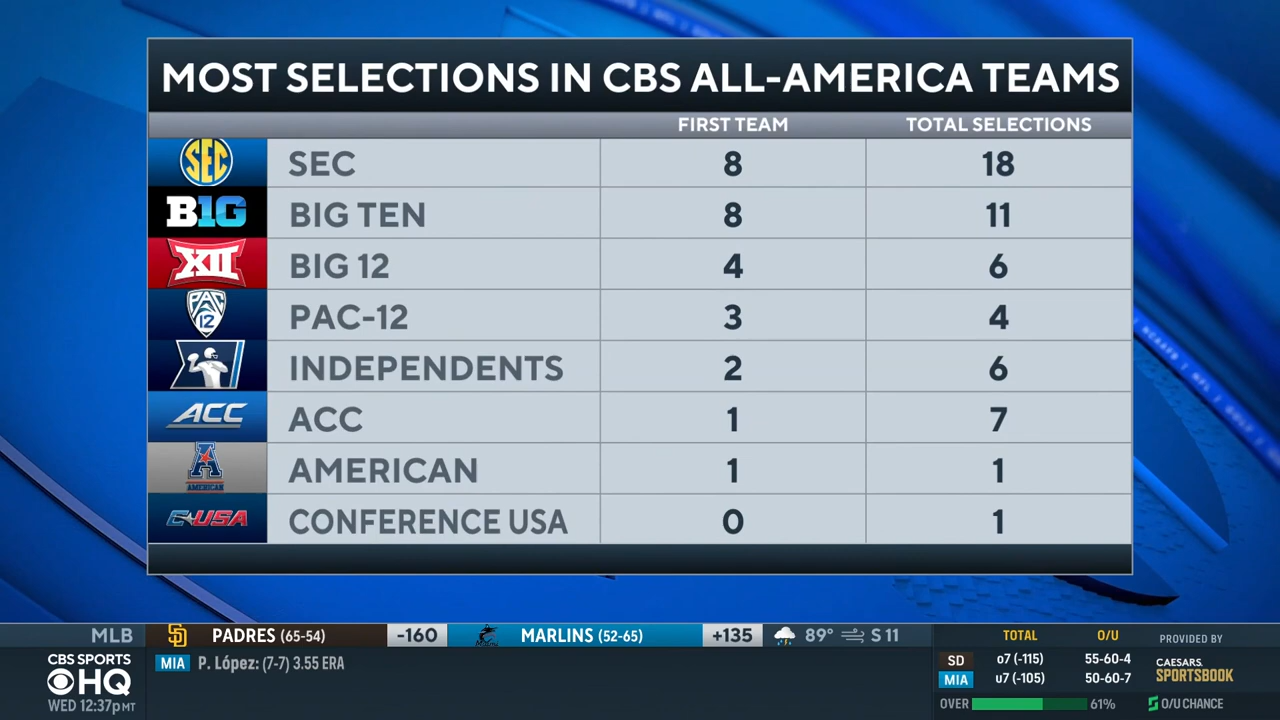 MOST SELECTIONS IN CBS ALL-AMERICA TEAMS
FIRST TEAM TOTAL SELECTIONS
SEC SEC 8 18
B1G BIG TEN 8 11
XII BIG 12 4 6
PAC 12 PAC-12 3 4
INDEPENDENTS 2 6
ACC ACC 1 7
A AMERICAN AMERICAN 1 1
C-USA CONFERENCE USA 0 1
MLB SD PADRES (65-54) -160 MARLINS (52-65) +135 89° S 11
MIA P. López: (7-7) 3.55 ERA
CBS SPORTS
HQ
WED 12:37PMT
TOTAL O/U
SD o7 (-115) 55-60-4
MIA u7 (-105) 50-60-7
OVER 61% S O/U CHANCE
PROVIDED BY
CAESARS
SPORTSBOOK